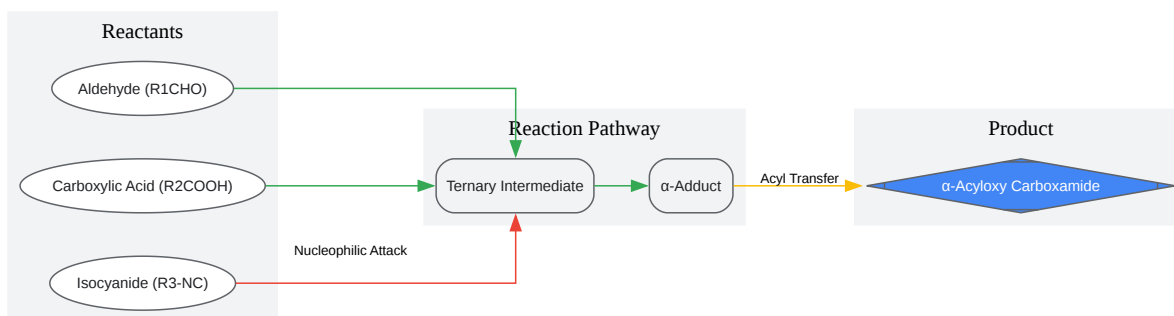 Reactants
Aldehyde (R1CHO)
Reaction Pathway
Product
Carboxylic Acid (R2COOH)
Ternary Intermediate
α-Adduct
Acyl Transfer
α-Acyloxy Carboxamide
Nucleophilic Attack
Isocyanide (R3-NC)